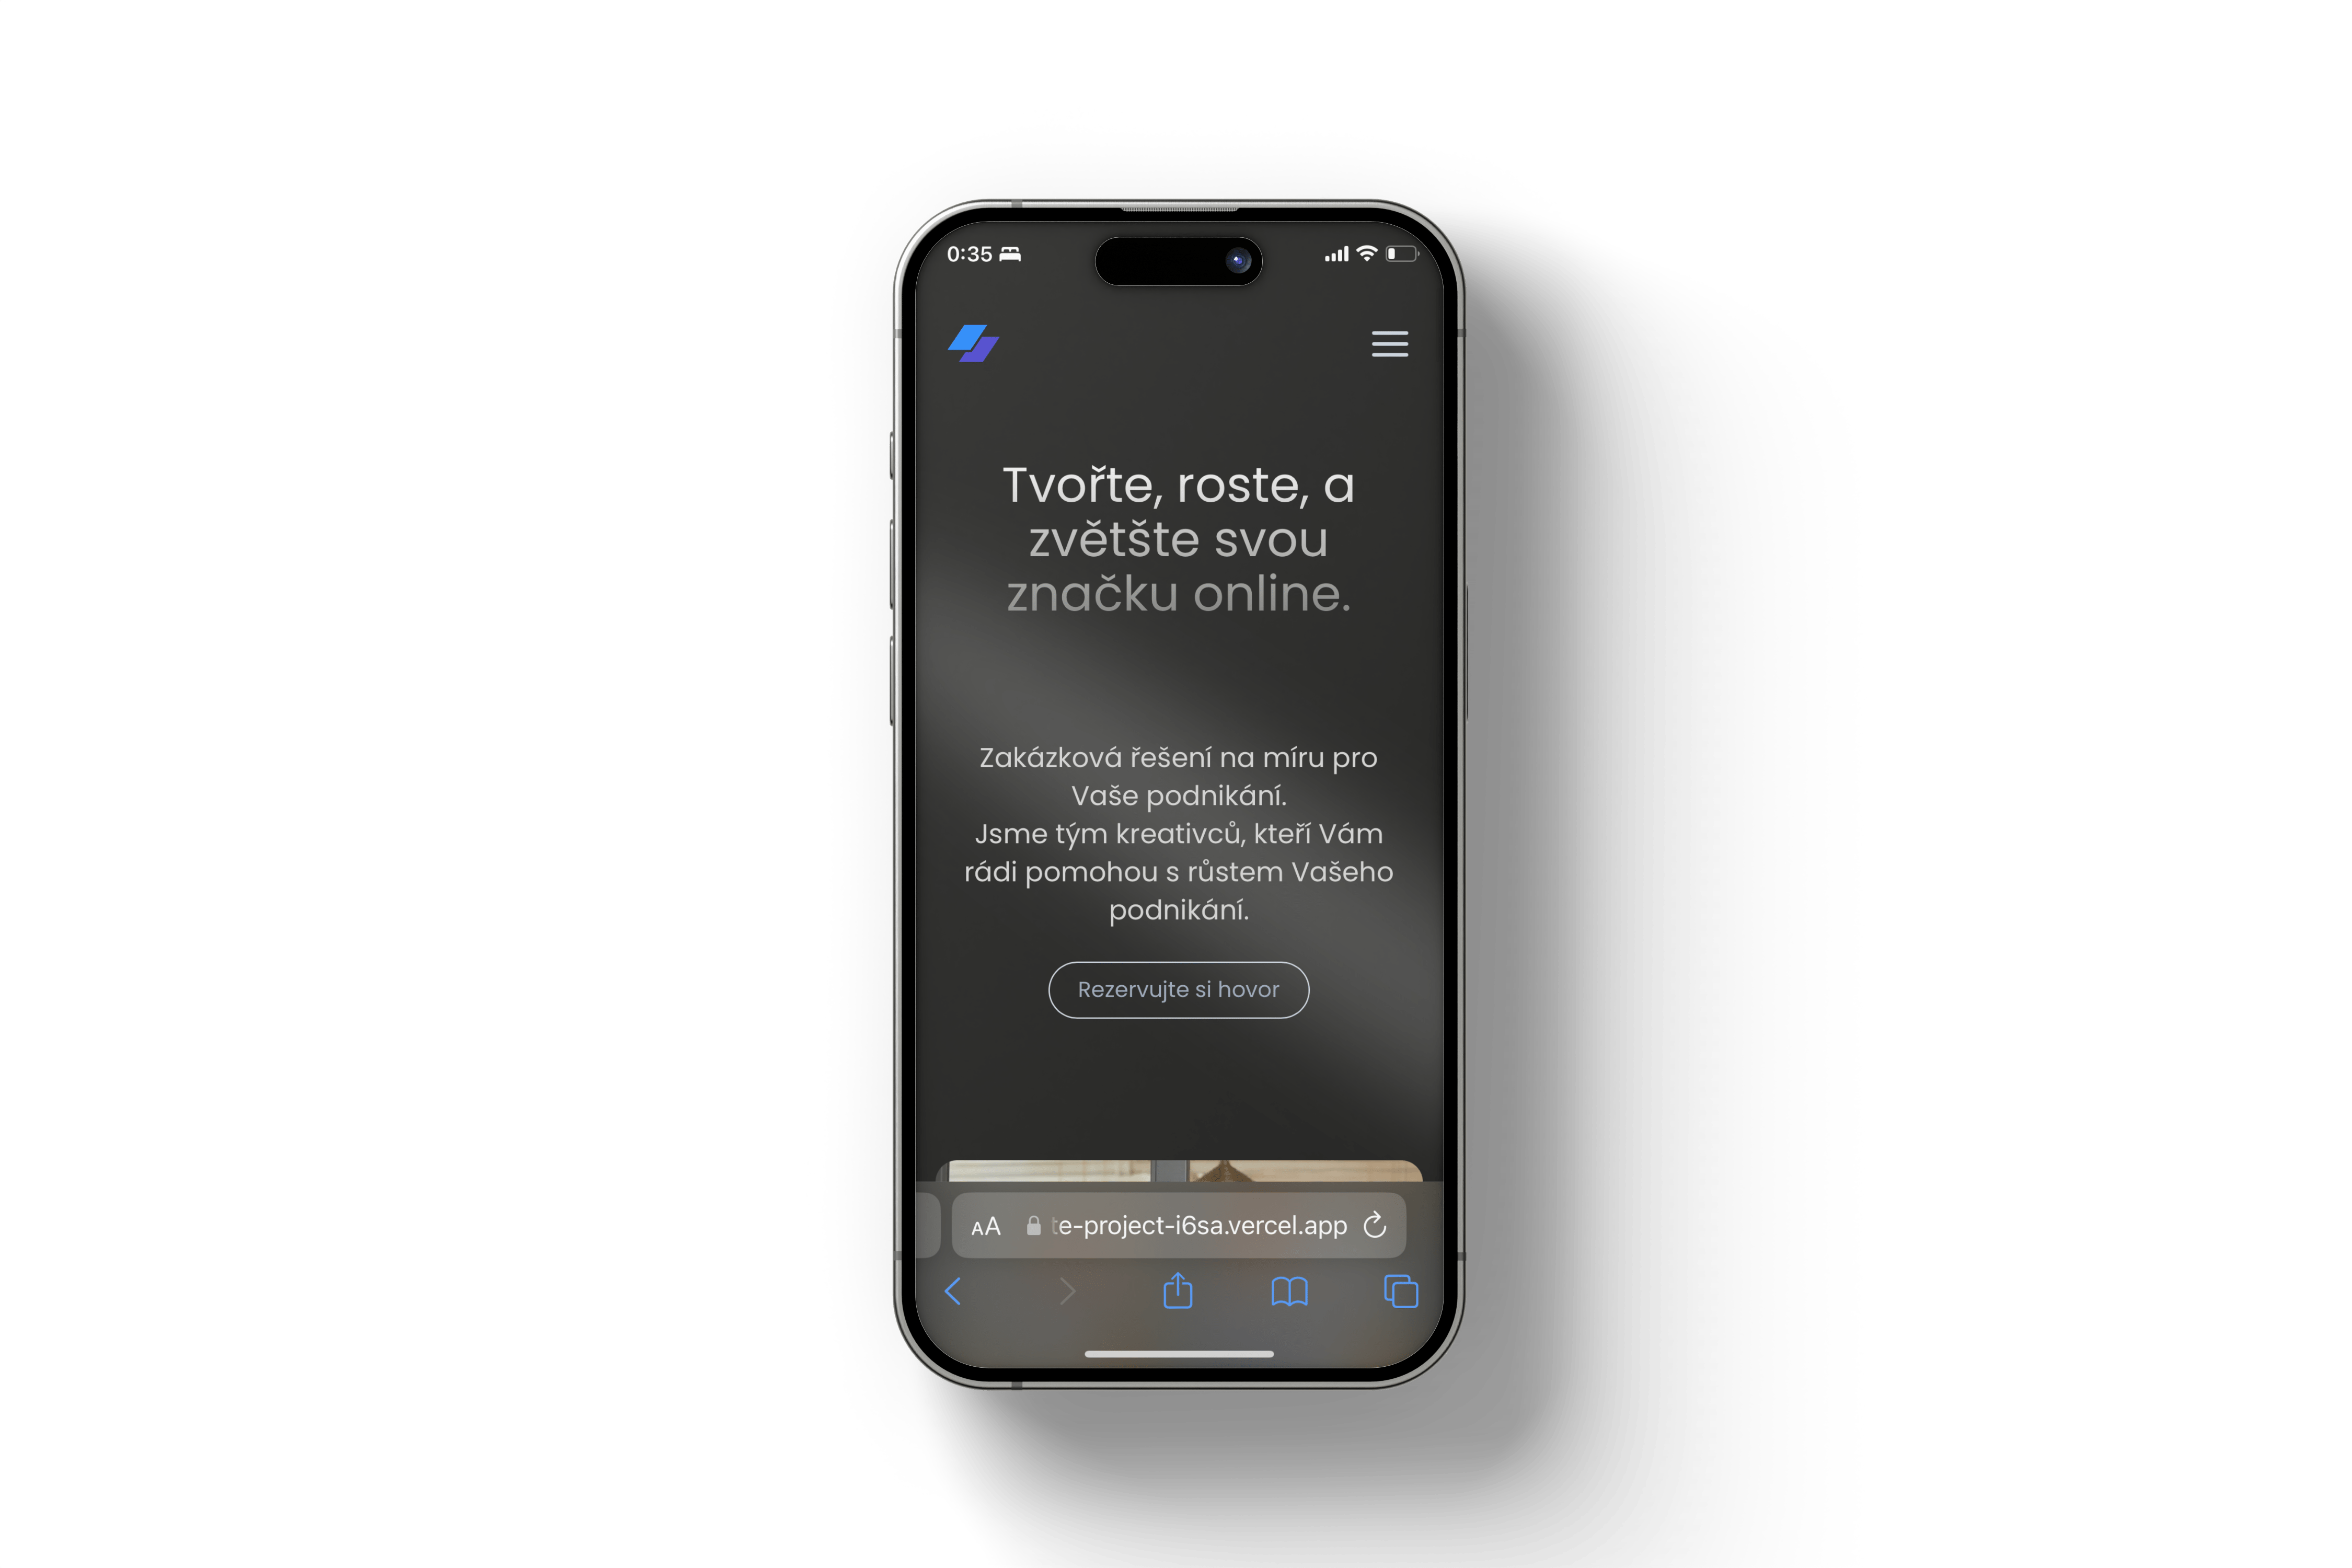 0:35
Tvořte, roste, a
zvětšte svou
značku online.
Zakázková řešení na míru pro
Vaše podnikání.
Jsme tým kreativců, kteří Vám
rádi pomohou s růstem Vašeho
podnikání.
Rezervujte si hovor
AA te-project-i6sa.vercel.app